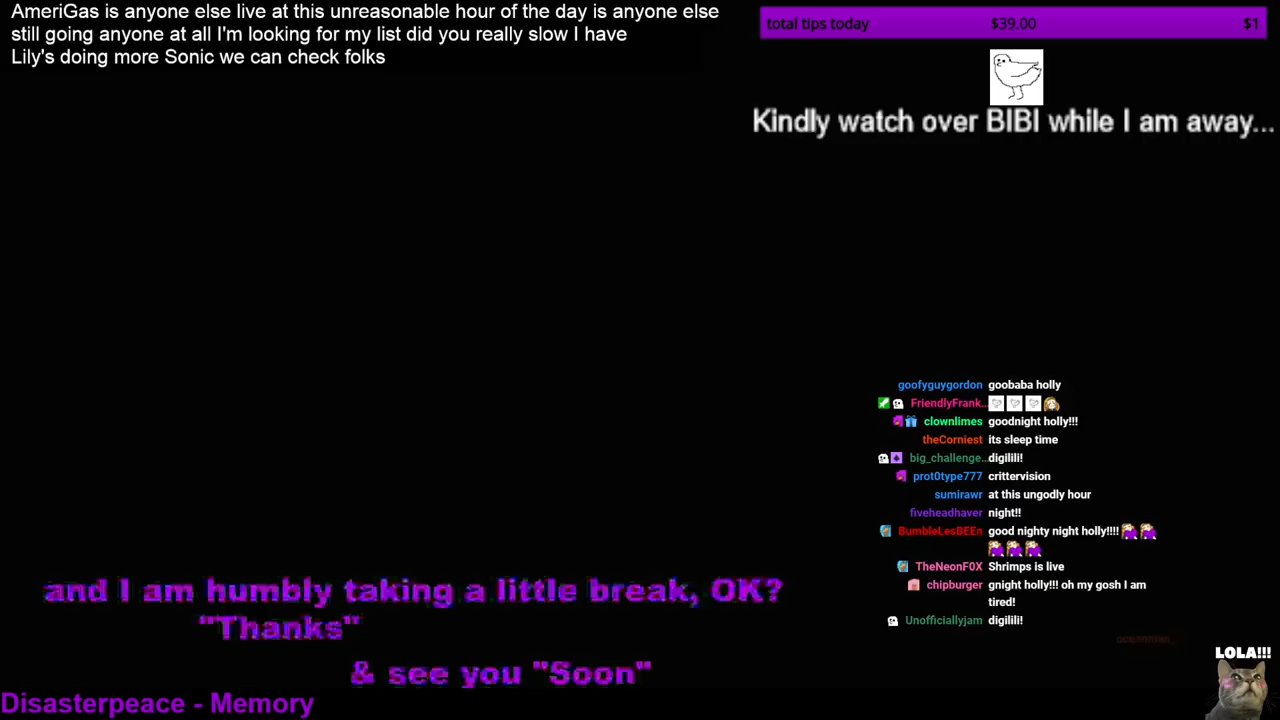 AmeriGas is anyone else live at this unreasonable hour of the day is anyone else
still going anyone at all I'm looking for my list did you really slow I have
Lily's doing more Sonic we can check folks
total tips today $39.00 $1
Kindly watch over BIBI while I am away...
goofyguygordon goobaba holly
FriendlyFrank...
clownlimes goodnight holly!!!
theCorniest its sleep time
big_challenge... digilili!
prot0type777 crittervision
sumirawr at this ungodly hour
fiveheadhaver night!!
BumbleLesBEEn good nighty night holly!!!!
TheNeonF0X Shrimps is live
chipburger gnight holly!!! oh my gosh I am
tired!
Unofficiallyjam digilili!
and I am humbly taking a little break, OK?
"Thanks"
& see you "Soon"
LOLA!!!
Disasterpeace - Memory